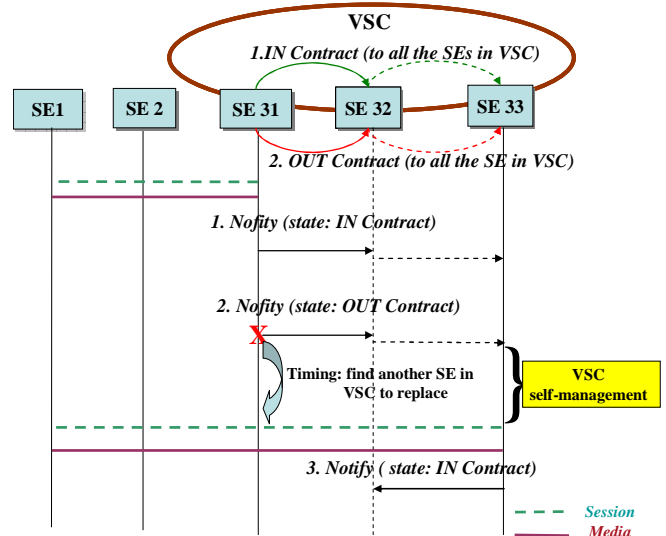 VSC
1.IN Contract (to all the SEs in VSC)
SE1
SE 2
SE 31
SE 32
SE 33
2. OUT Contract (to all the SE in VSC)
1. Nofity (state: IN Contract)
2. Nofity (state: OUT Contract)
X
Timing: find another SE in
VSC to replace
VSC
self-management
3. Notify ( state: IN Contract)
Session
Media